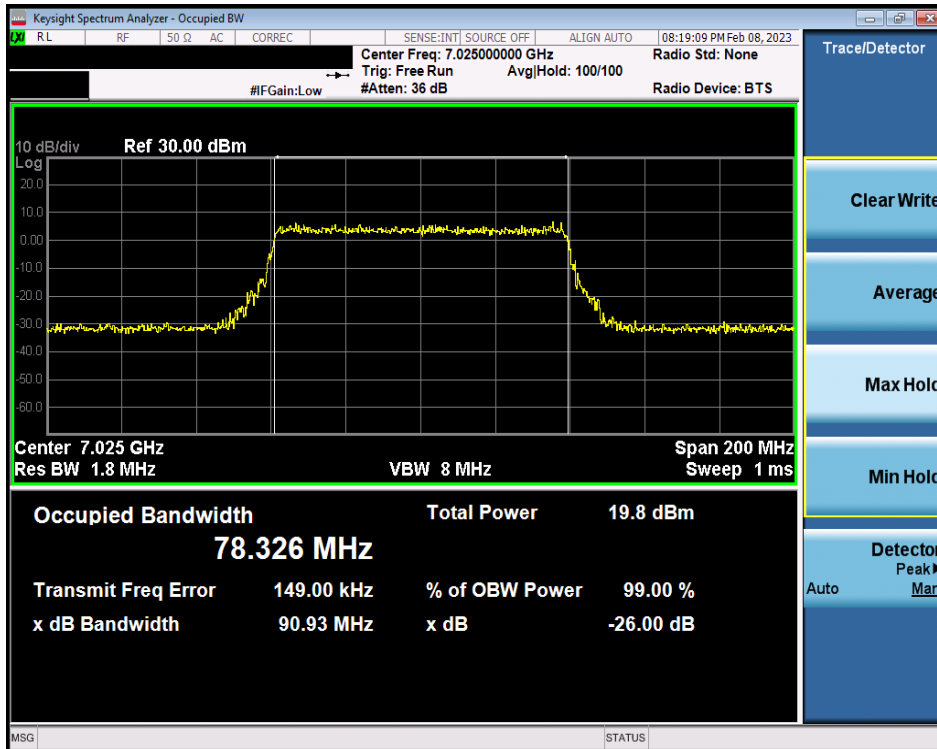 Keysight Spectrum Analyzer - Occupied BW
LXI RL RF 50 Ω AC CORREC SENSE:INT SOURCE OFF ALIGN AUTO 08:19:09 PM Feb 08, 2023
Center Freq: 7.025000000 GHz Radio Std: None
Trig: Free Run Avg|Hold: 100/100
#IFGain:Low #Atten: 36 dB Radio Device: BTS
Trace/Detector
10 dB/div Ref 30.00 dBm
Log
20.0
10.0
0.00
-10.0
-20.0
-30.0
-40.0
-50.0
-60.0
Center 7.025 GHz Span 200 MHz
Res BW 1.8 MHz VBW 8 MHz Sweep 1 ms
Occupied Bandwidth Total Power 19.8 dBm
78.326 MHz
Transmit Freq Error 149.00 kHz % of OBW Power 99.00 %
x dB Bandwidth 90.93 MHz x dB -26.00 dB
Clear Write
Average
Max Hold
Min Hold
Detector
Peak
Auto Man
MSG STATUS